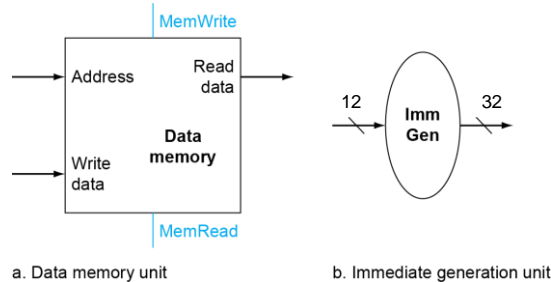 MemWrite
Address
Read
data
Data
memory
Write
data
MemRead
a. Data memory unit
12
Imm
Gen
32
b. Immediate generation unit